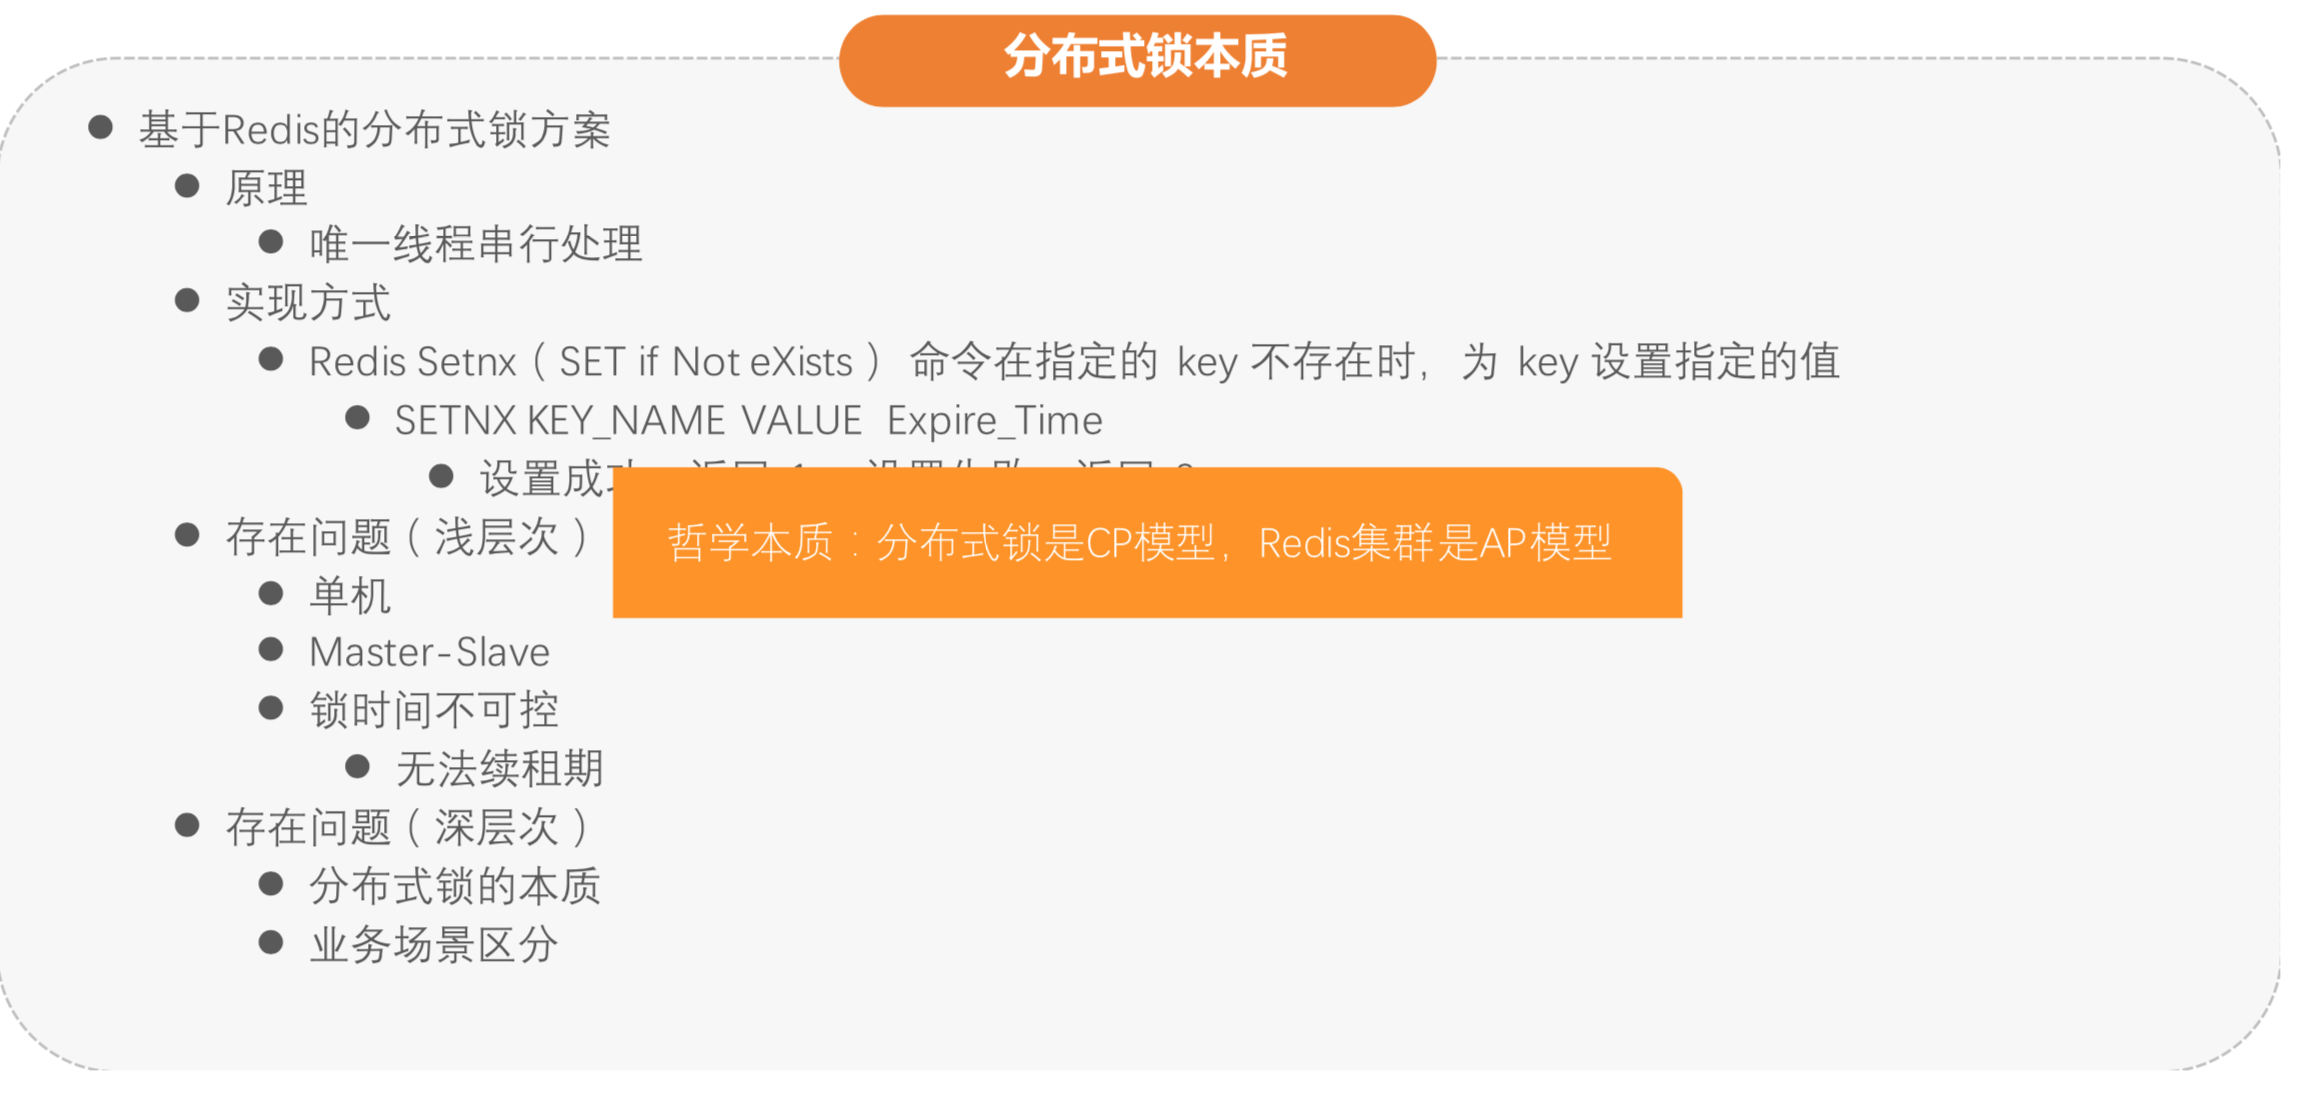 分布式锁本质
基于Redis的分布式锁方案
原理
唯一线程串行处理
实现方式
Redis Setnx（SET if Not eXists） 命令在指定的 key 不存在时，为 key 设置指定的值
SETNX KEY_NAME VALUE Expire_Time
设置成
存在问题（浅层次）
哲学本质：分布式锁是CP模型，Redis集群是AP模型
单机
Master-Slave
锁时间不可控
无法续租期
存在问题（深层次）
分布式锁的本质
业务场景区分